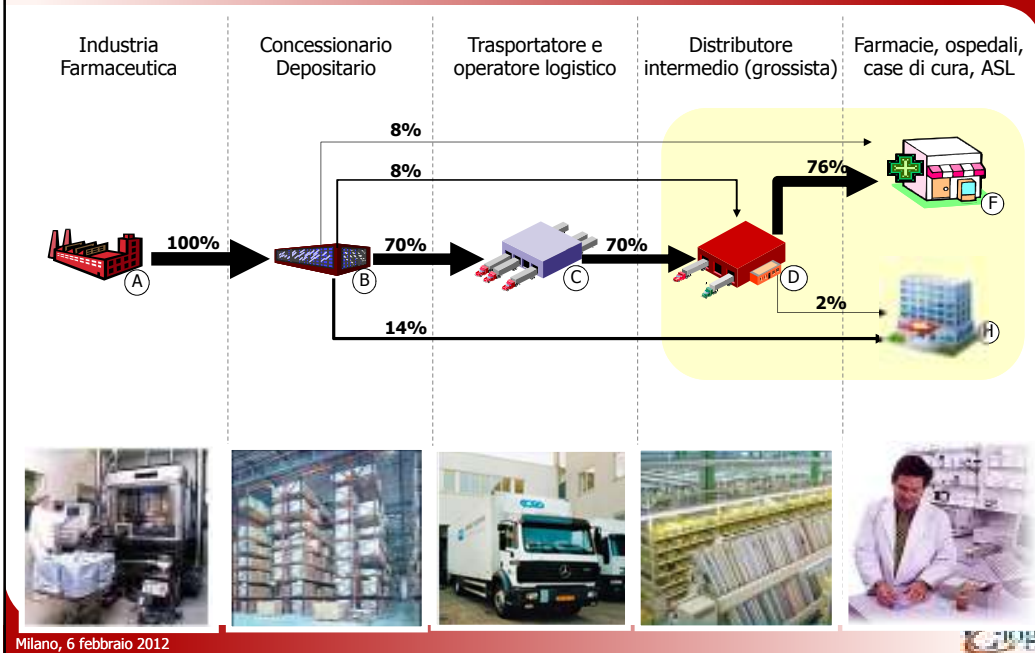 Industria
Farmaceutica
Concessionario
Depositario
Trasportatore e
operatore logistico
Distributore
intermedio (grossista)
Farmacie, ospedali,
case di cura, ASL
8%
8%
76%
F
100%
70%
70%
A
B
C
D
2%
14%
H
Milano, 6 febbraio 2012